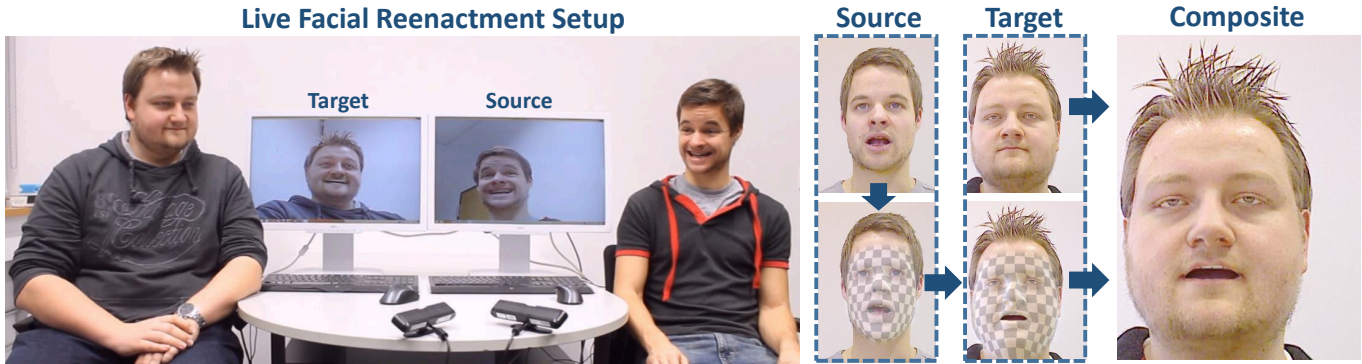 Live Facial Reenactment Setup
Source
Target
Composite
Target
Source